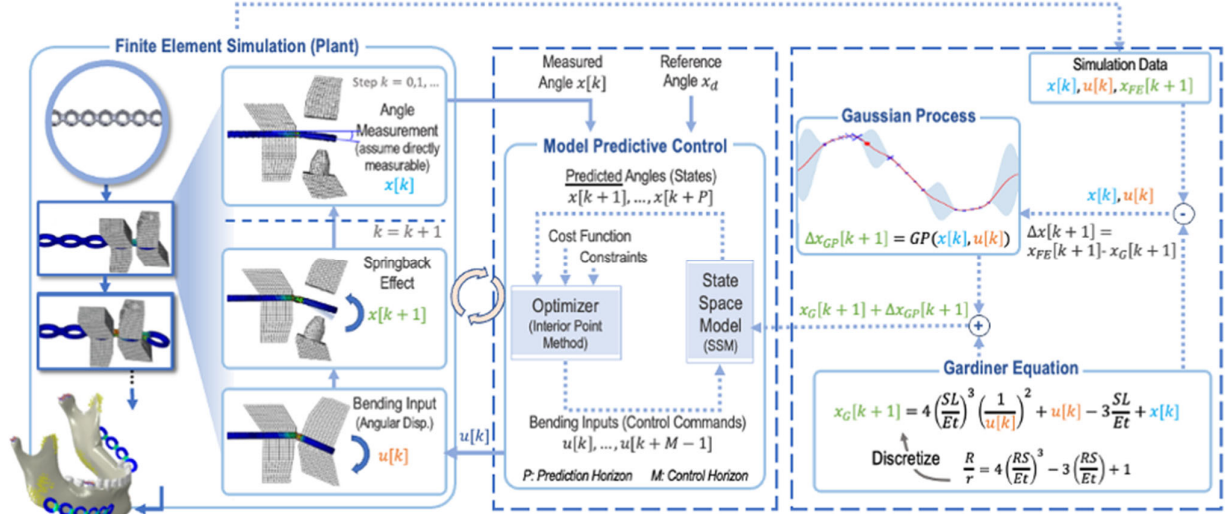 Finite Element Simulation (Plant)
Step k = 0,1, ...
Angle
Measurement
(assume directly
measurable)
x[k]
k = k + 1
Springback
Effect
x[k + 1]
Bending Input
(Angular Disp.)
u[k]
u[k]
Measured
Angle x[k]
Reference
Angle x_d
Model Predictive Control
Predicted Angles (States)
x[k + 1], ..., x[k + P]
Cost Function
Constraints
Optimizer
(Interior Point
Method)
State
Space
Model
(SSM)
Bending Inputs (Control Commands)
u[k], ..., u[k + M − 1]
P: Prediction Horizon M: Control Horizon
Simulation Data
x[k], u[k], x_FE[k + 1]
Gaussian Process
Δx_GP[k + 1] = GP(x[k], u[k])
x[k], u[k]
-
Δx[k + 1] =
x_FE[k + 1] - x_G[k + 1]
x_G[k + 1] + Δx_GP[k + 1]
+
Gardiner Equation
x_G[k + 1] = 4 (SL/Et)^3 (1/u[k])^2 + u[k] − 3 SL/Et + x[k]
Discretize
R/r = 4 (RS/Et)^3 − 3 (RS/Et) + 1